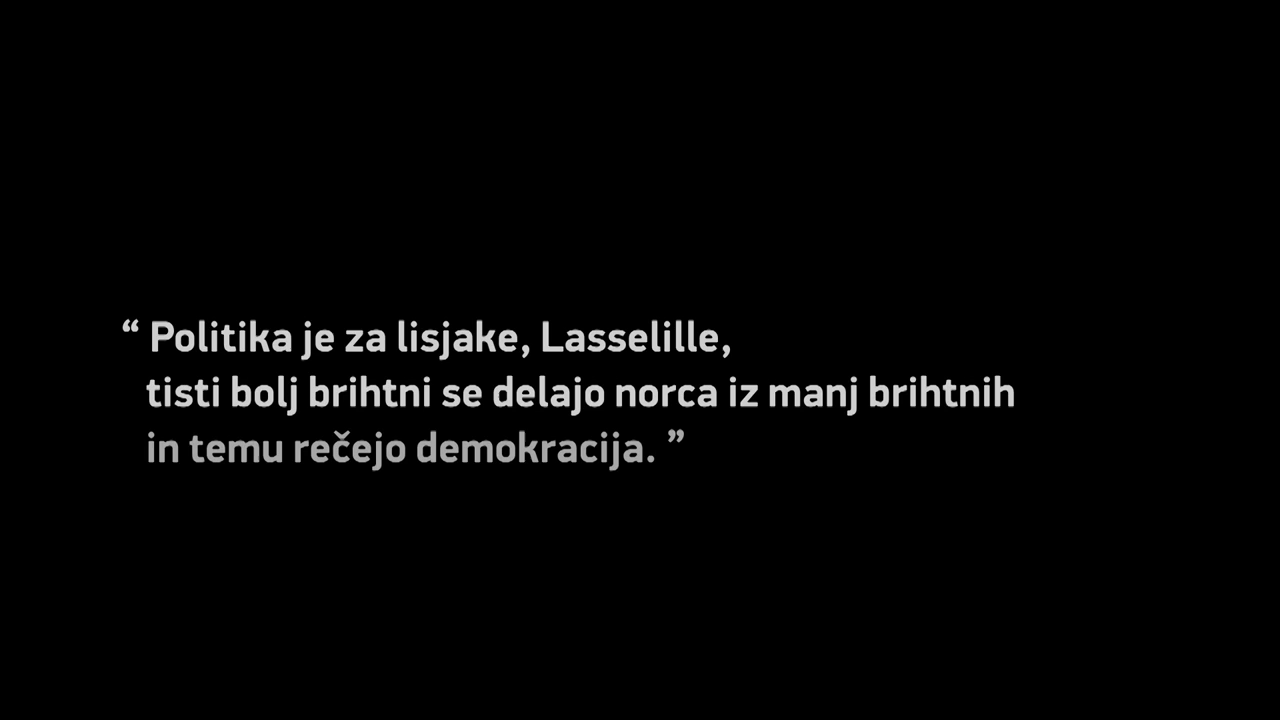 “ Politika je za lisjake, Lasselille,
tisti bolj brihtni se delajo norca iz manj brihtnih
in temu rečejo demokracija. ”